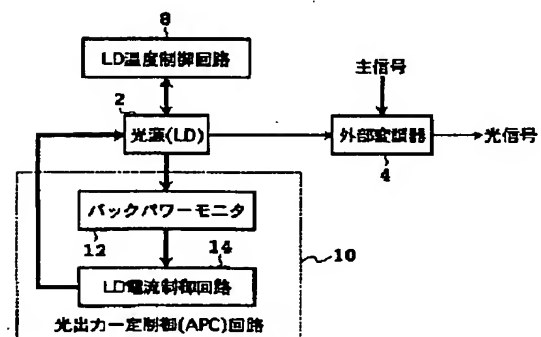 8
LD温度制御回路
主信号
2
光源(LD)
外部変調器
光信号
4
バックパワーモニタ
12
14
10
LD電流制御回路
光出力一定制御(APC)回路